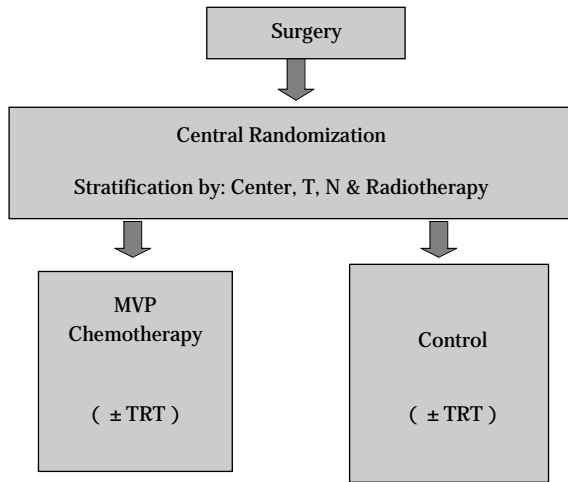 Surgery
Central Randomization
Stratification by: Center, T, N & Radiotherapy
MVP
Chemotherapy
( ± TRT )
Control
( ± TRT )